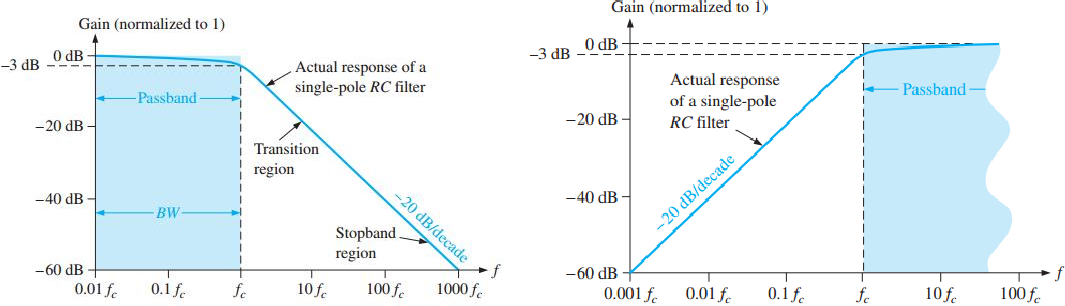 Gain (normalized to 1)
0 dB
–3 dB
Actual response of a
single-pole RC filter
Passband
–20 dB
Transition
region
–40 dB
BW
–20 dB/decade
Stopband
region
–60 dB
f
0.01 fc
0.1 fc
fc
10 fc
100 fc
1000 fc
Gain (normalized to 1)
0 dB
–3 dB
Actual response
of a single-pole
RC filter
Passband
–20 dB
–20 dB/decade
–40 dB
–60 dB
f
0.001 fc
0.01 fc
0.1 fc
fc
10 fc
100 fc